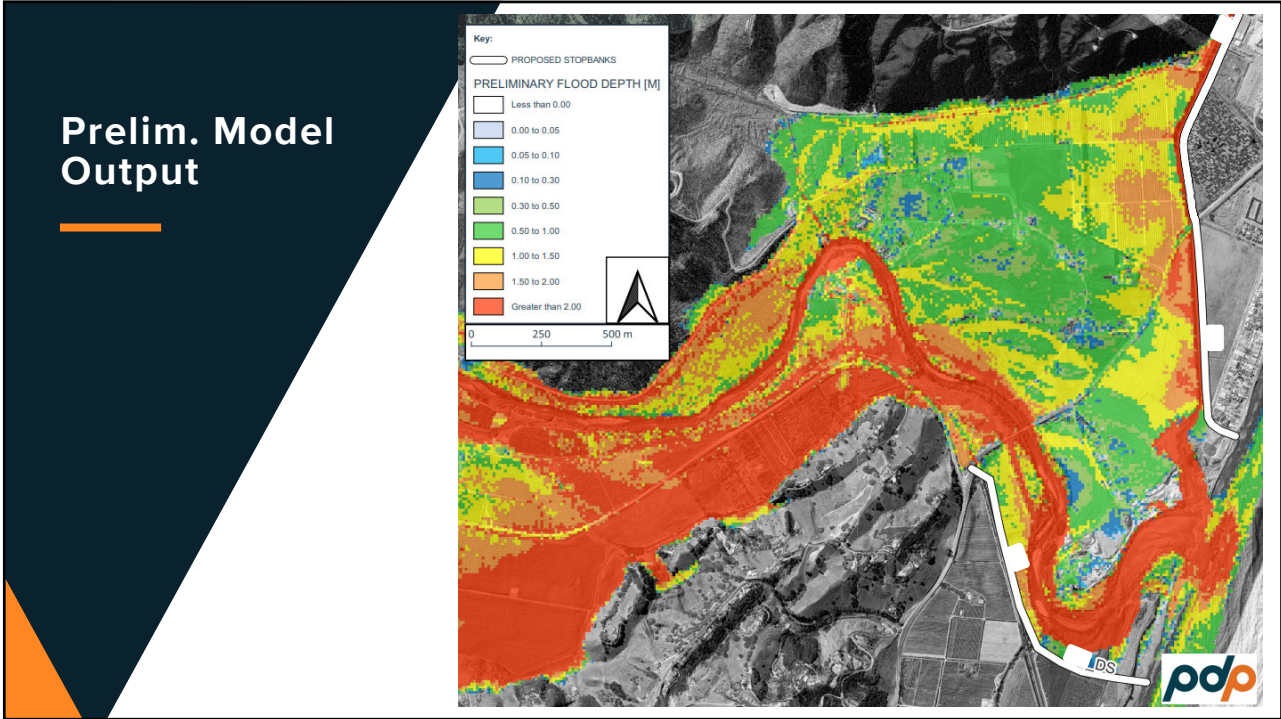 Prelim. Model
Output
Key:
PROPOSED STOPBANKS
PRELIMINARY FLOOD DEPTH [M]
Less than 0.00
0.00 to 0.05
0.05 to 0.10
0.10 to 0.30
0.30 to 0.50
0.50 to 1.00
1.00 to 1.50
1.50 to 2.00
Greater than 2.00
0 250 500 m
DS
pdp